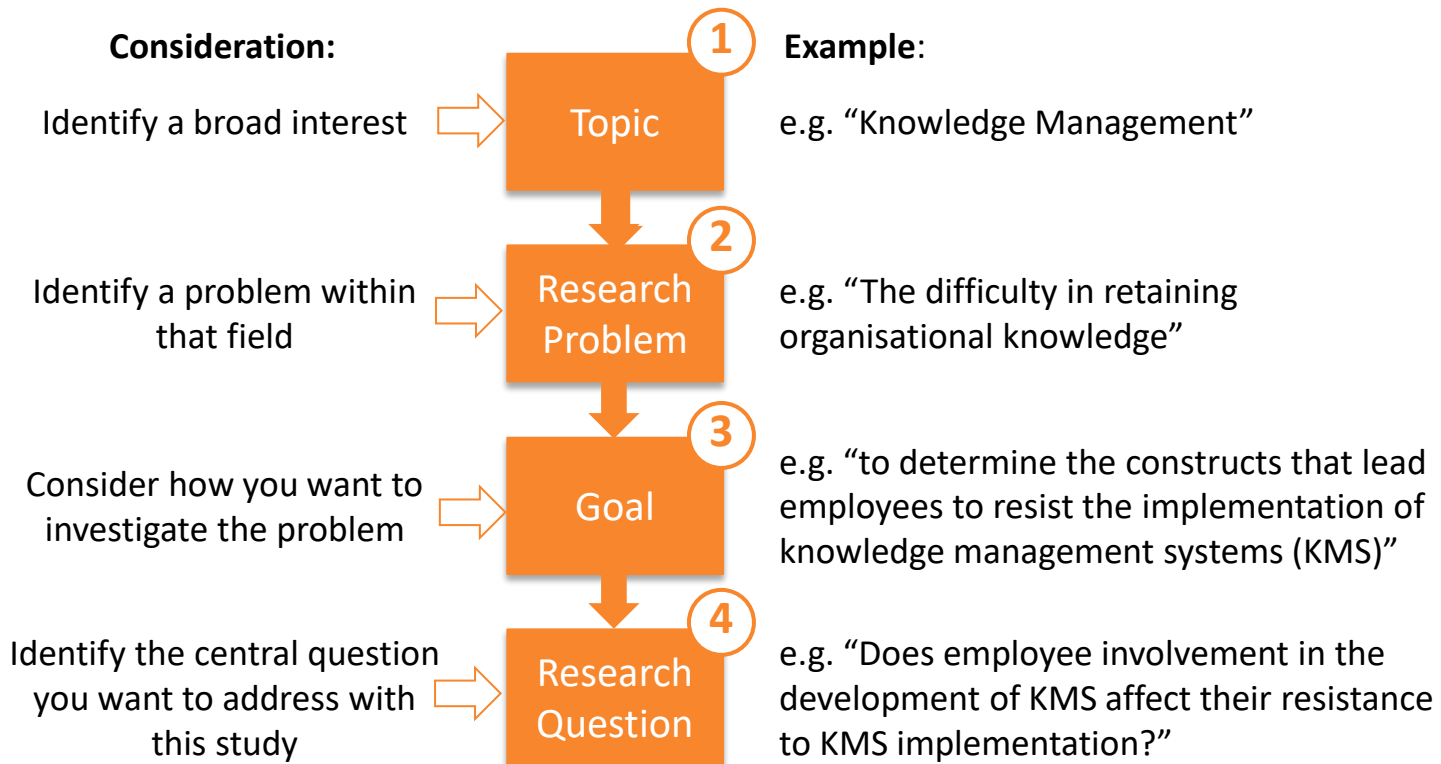 Consideration:
1
Example:
Identify a broad interest
Topic
e.g. “Knowledge Management”
2
Identify a problem within
that field
Research
Problem
e.g. “The difficulty in retaining
organisational knowledge”
3
Consider how you want to
investigate the problem
Goal
e.g. “to determine the constructs that lead
employees to resist the implementation of
knowledge management systems (KMS)”
4
Identify the central question
you want to address with
this study
Research
Question
e.g. “Does employee involvement in the
development of KMS affect their resistance
to KMS implementation?”